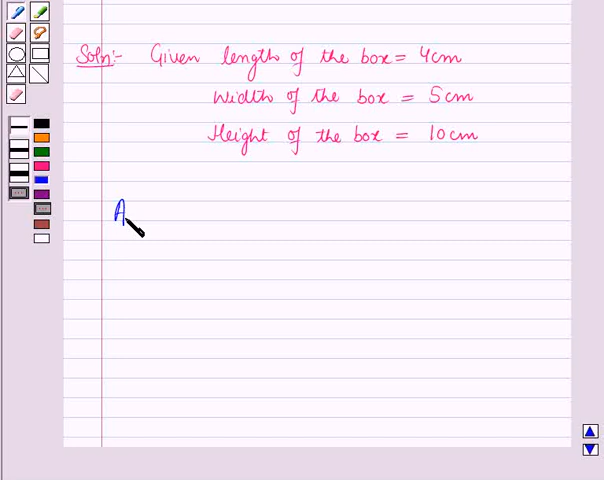 Soln:- Given length of the box = 4cm
Width of the box = 5cm
Height of the box = 10cm
A